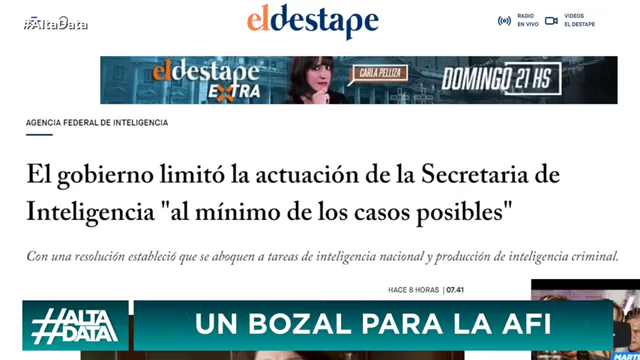 #AltaData
eldestape
RADIO
EN VIVO
VIDEOS
EL DESTAPE
eldestape
EXTRA
CARLA PELLIZA
DOMINGO 21 HS
AGENCIA FEDERAL DE INTELIGENCIA
El gobierno limitó la actuación de la Secretaria de
Inteligencia "al mínimo de los casos posibles"
Con una resolución estableció que se aboquen a tareas de inteligencia nacional y producción de inteligencia criminal.
HACE 8 HORAS | 07.41
#ALTA
DATA
UN BOZAL PARA LA AFI